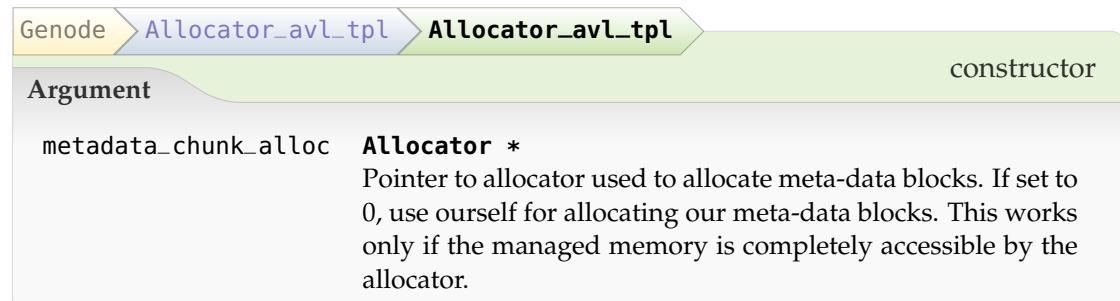 Genode Allocator_avl_tpl Allocator_avl_tpl
constructor
Argument
metadata_chunk_alloc Allocator *
Pointer to allocator used to allocate meta-data blocks. If set to
0, use ourself for allocating our meta-data blocks. This works
only if the managed memory is completely accessible by the
allocator.